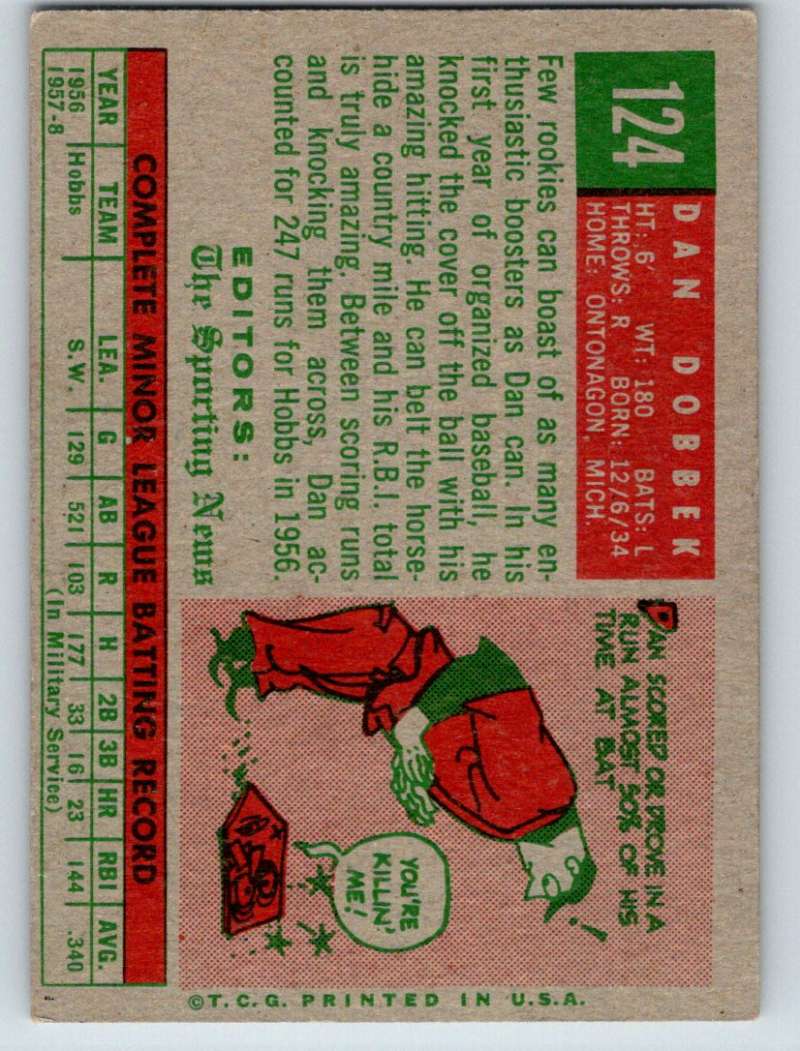 124
DAN DOBBEK
HT: 6' WT: 180 BATS: L
THROWS: R BORN: 12/6/34
HOME: ONTONAGON, MICH.
Few rookies can boast of as many en-
thusiastic boosters as Dan can. In his
first year of organized baseball, he
knocked the cover off the ball with his
amazing hitting. He can belt the horse-
hide a country mile and his R.B.I. total
is truly amazing. Between scoring runs
and knocking them across, Dan ac-
counted for 247 runs for Hobbs in 1956.
EDITORS:
The Sporting News
DAN SCORED OR DROVE IN A
RUN ALMOST 50% OF HIS
TIME AT BAT
!
YOU'RE
KILLIN'
ME!
COMPLETE MINOR LEAGUE BATTING RECORD
YEAR TEAM LEA. G AB R H 2B 3B HR RBI AVG.
1956 Hobbs S.W. 129 521 103 177 33 16 23 144 .340
1957-8 (In Military Service)
©T.C.G. PRINTED IN U.S.A.